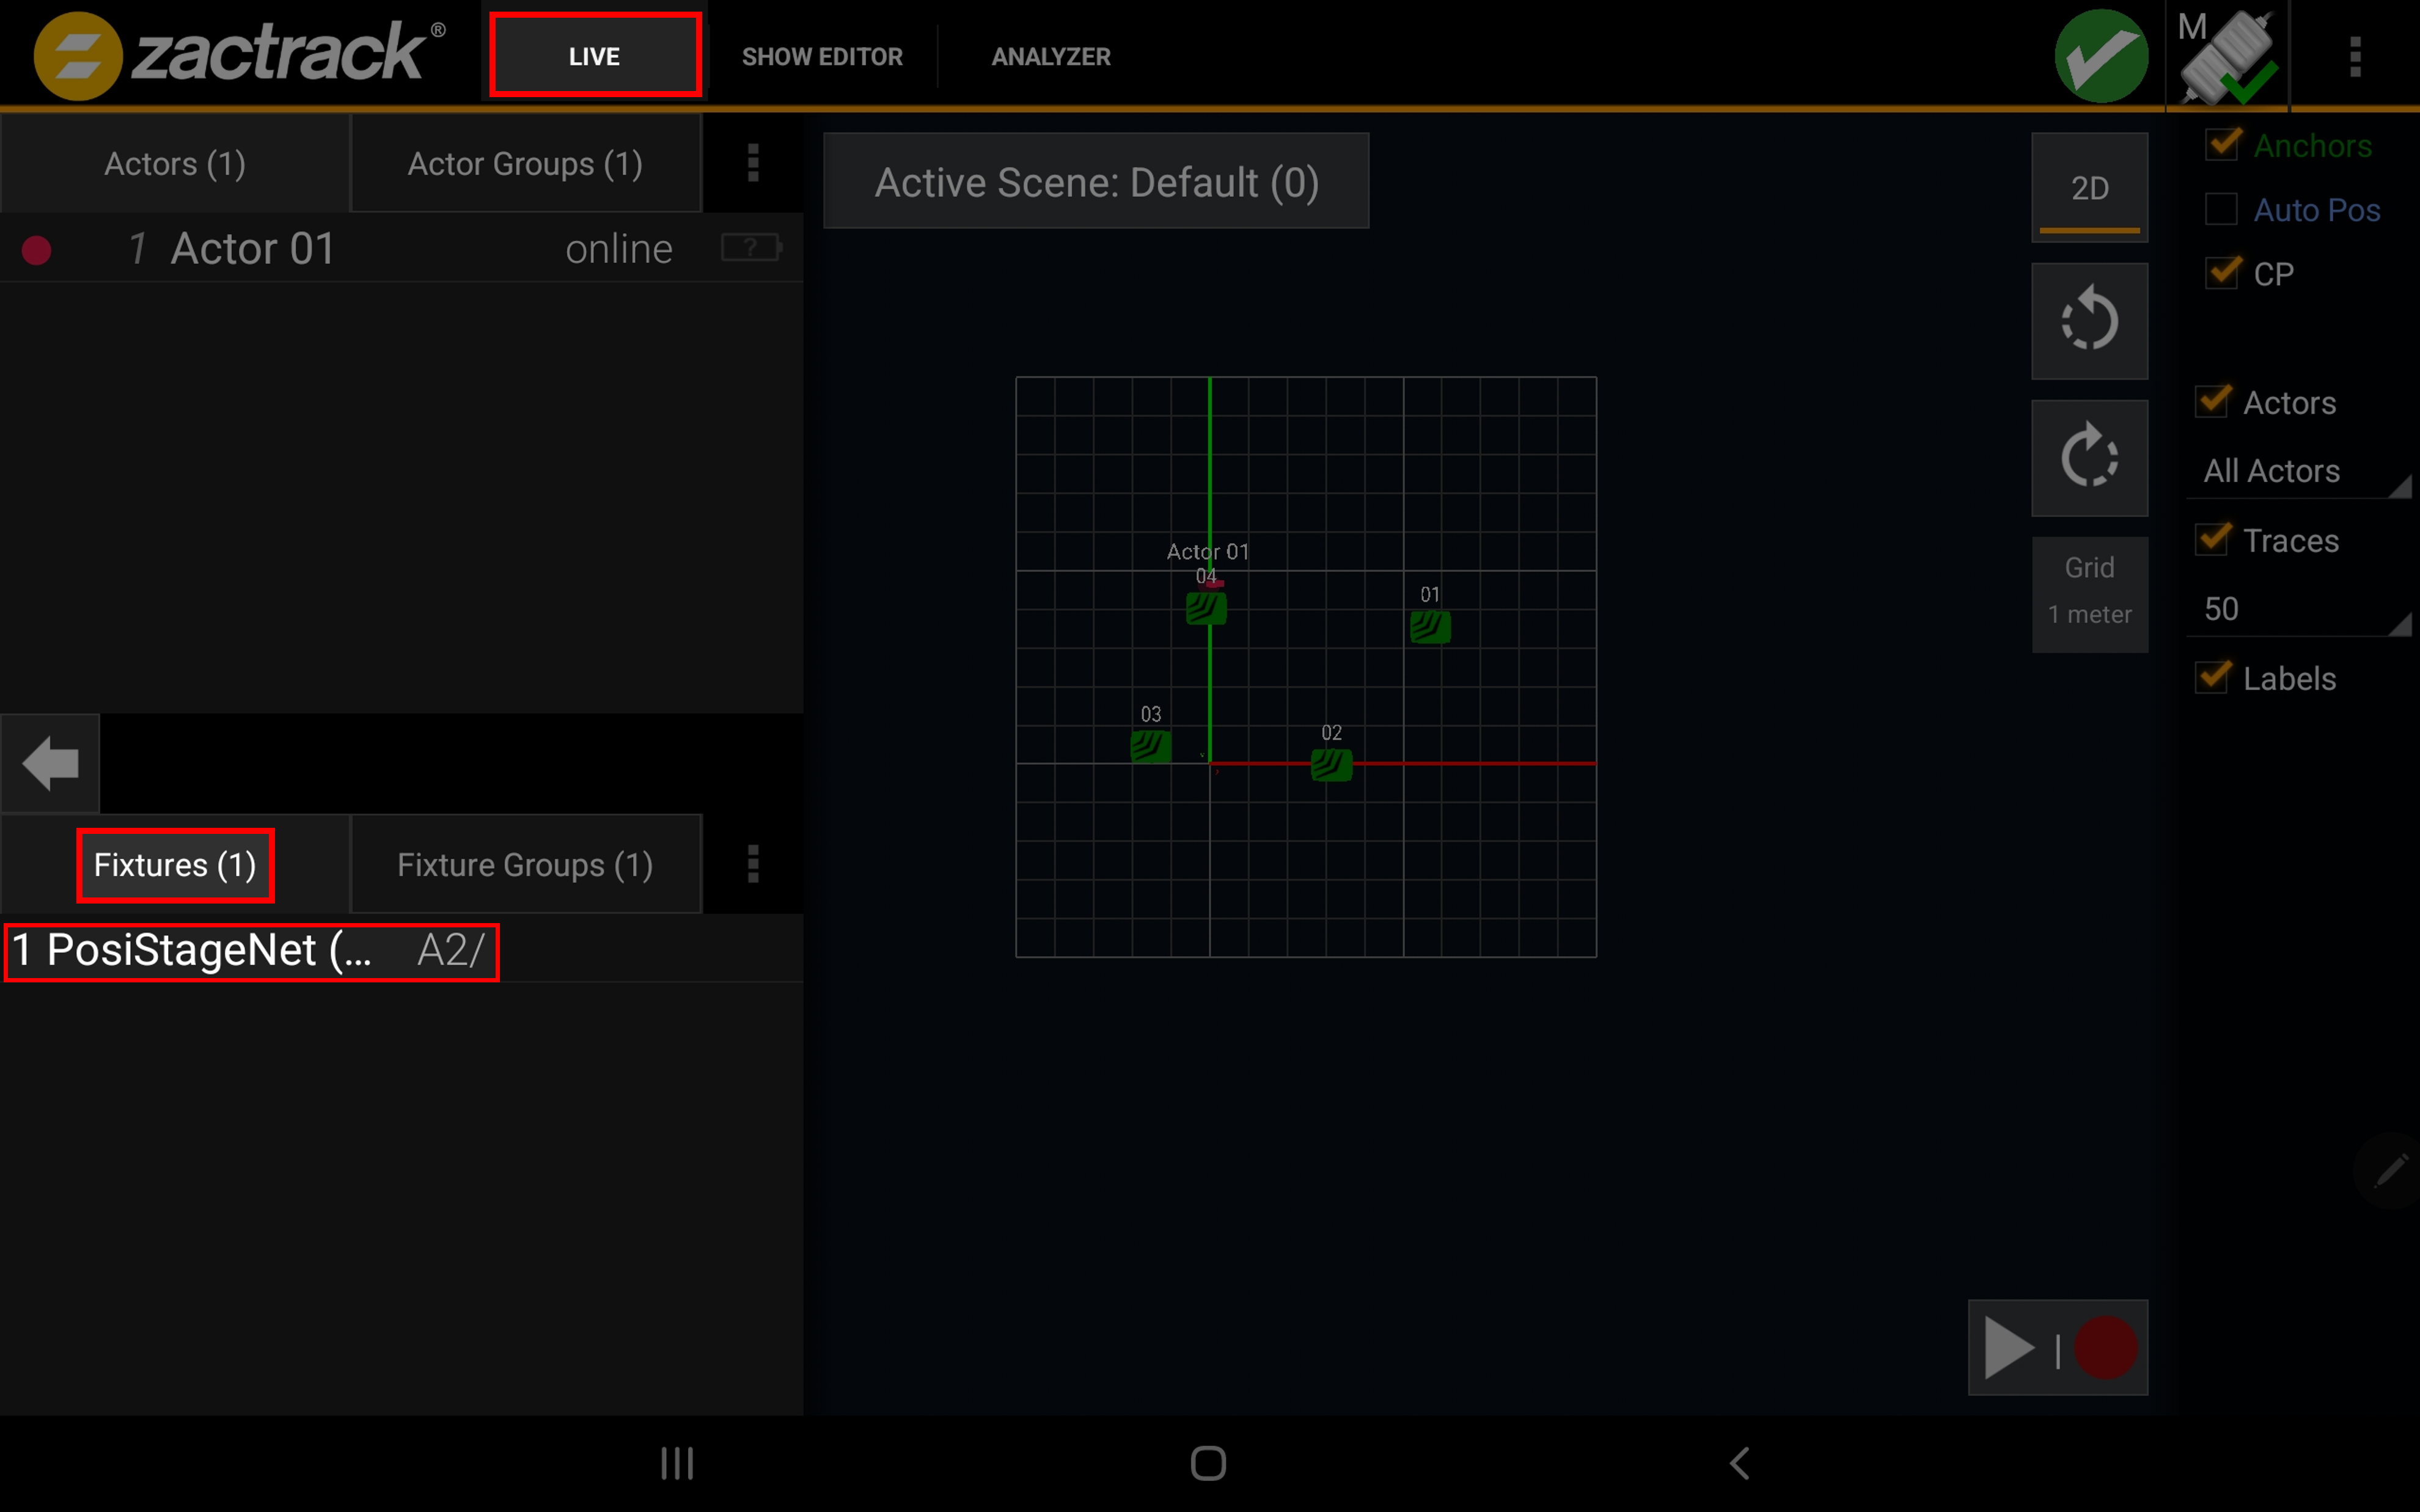 zactrack®
LIVE
SHOW EDITOR
ANALYZER
M
Actors (1)
Actor Groups (1)
1 Actor 01
online
?
Fixtures (1)
Fixture Groups (1)
1 PosiStageNet (...
A2/
Active Scene: Default (0)
Actor 01
04
01
03
02
2D
Grid
1 meter
Anchors
Auto Pos
CP
Actors
All Actors
Traces
50
Labels